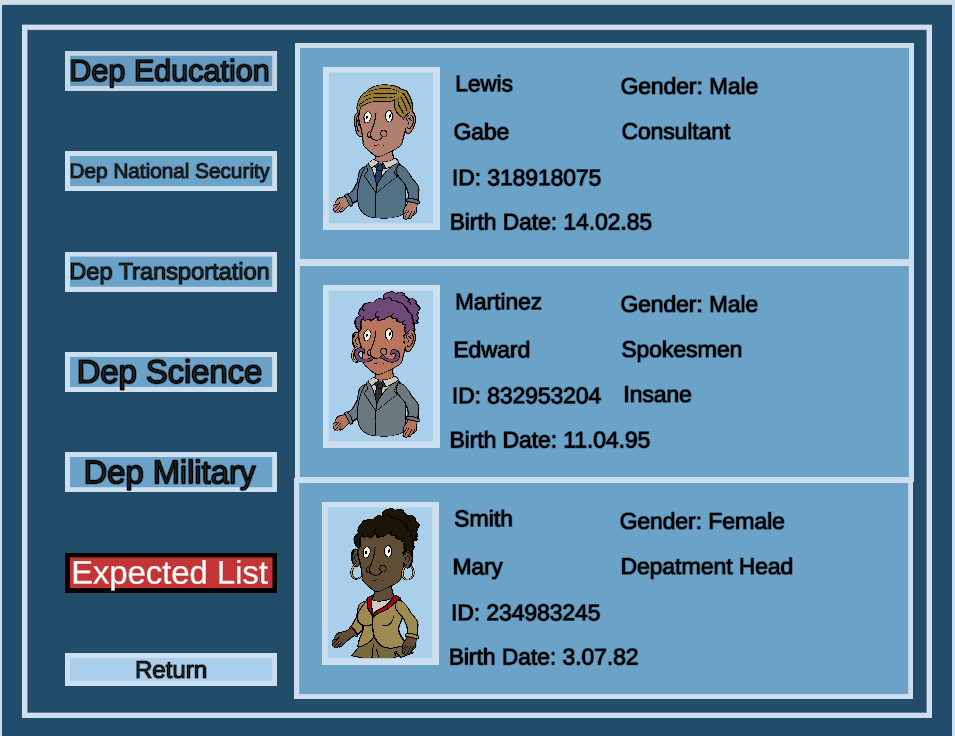 Dep Education
Dep National Security
Dep Transportation
Dep Science
Dep Military
Expected List
Return
Lewis Gender: Male
Gabe Consultant
ID: 318918075
Birth Date: 14.02.85
Martinez Gender: Male
Edward Spokesmen
ID: 832953204 Insane
Birth Date: 11.04.95
Smith Gender: Female
Mary Depatment Head
ID: 234983245
Birth Date: 3.07.82